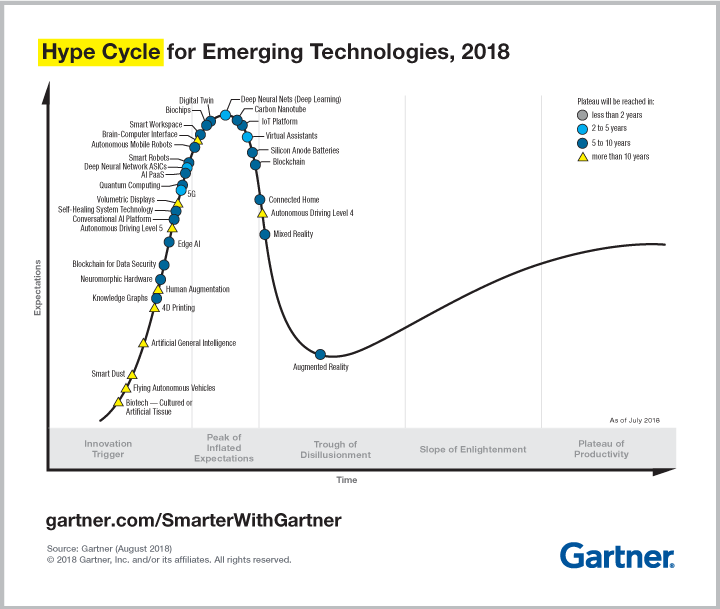 Hype Cycle for Emerging Technologies, 2018
Plateau will be reached in:
less than 2 years
2 to 5 years
5 to 10 years
more than 10 years
Expectations
Digital Twin
Deep Neural Nets (Deep Learning)
Biochips
Carbon Nanotube
Smart Workspace
IoT Platform
Brain-Computer Interface
Virtual Assistants
Autonomous Mobile Robots
Silicon Anode Batteries
Smart Robots
Blockchain
Deep Neural Network ASICs
AI PaaS
Quantum Computing
5G
Volumetric Displays
Connected Home
Self-Healing System Technology
Autonomous Driving Level 4
Conversational AI Platform
Autonomous Driving Level 5
Mixed Reality
Edge AI
Blockchain for Data Security
Neuromorphic Hardware
Human Augmentation
Knowledge Graphs
4D Printing
Artificial General Intelligence
Augmented Reality
Smart Dust
Flying Autonomous Vehicles
Biotech — Cultured or
Artificial Tissue
As of July 2018
Innovation
Trigger
Peak of
Inflated
Expectations
Trough of
Disillusionment
Slope of Enlightenment
Plateau of
Productivity
Time
gartner.com/SmarterWithGartner
Source: Gartner (August 2018)
© 2018 Gartner, Inc. and/or its affiliates. All rights reserved.
Gartner®